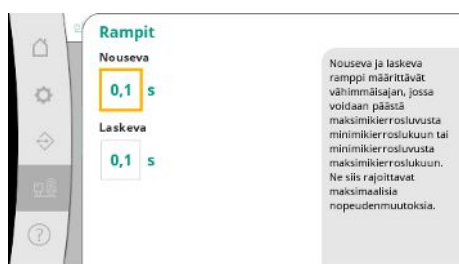 Rampit
Nouseva
0,1 s
Laskeva
0,1 s
Nouseva ja laskeva
ramppi määrittävät
vähimmäisajan, jossa
voidaan päästä
maksimikierrosluvusta
minimikierroslukuun tai
minimikierrosluvusta
maksimikierroslukuun.
Ne siis rajoittavat
maksimaalisia
nopeudenmuutoksia.